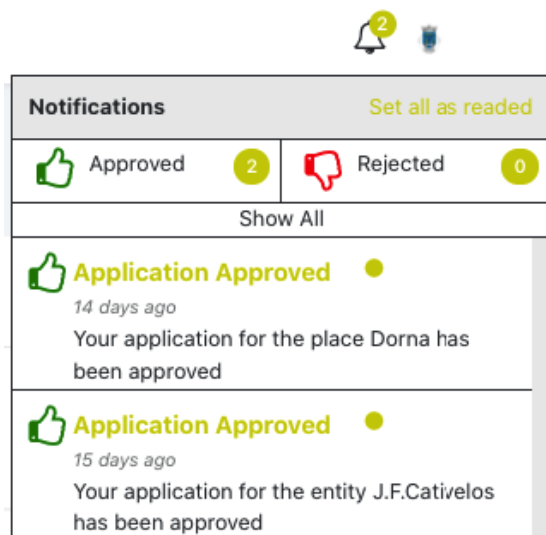 2
Notifications
Set all as readed
Approved
2
Rejected
0
Show All
Application Approved
14 days ago
Your application for the place Dorna has
been approved
Application Approved
15 days ago
Your application for the entity J.F.Cativelos
has been approved